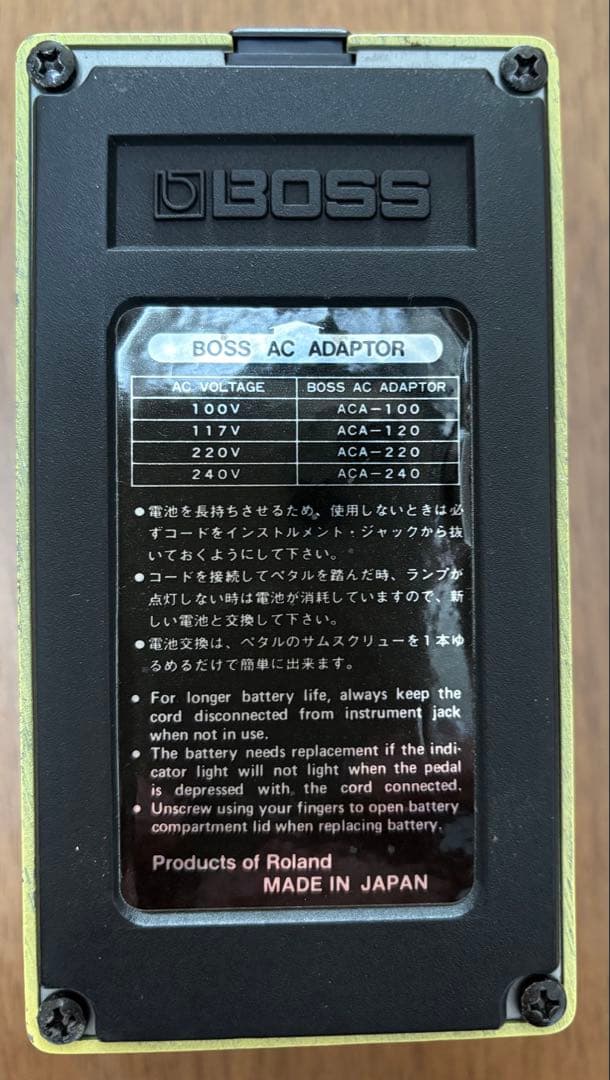 BOSS
BOSS AC ADAPTOR
AC VOLTAGE BOSS AC ADAPTOR
100V ACA-100
117V ACA-120
220V ACA-220
240V ACA-240
●電池を長持ちさせるため、使用しないときは必
ずコードをインストルメント・ジャックから抜
いておくようにして下さい。
●コードを接続してペタルを踏んだ時、ランプが
点灯しない時は電池が消耗していますので、新
しい電池と交換して下さい。
●電池交換は、ペタルのサムスクリューを1本ゆ
るめるだけで簡単に出来ます。
● For longer battery life, always keep the
cord disconnected from instrument jack
when not in use.
● The battery needs replacement if the indi-
cator light will not light when the pedal
is depressed with the cord connected.
● Unscrew using your fingers to open battery
compartment lid when replacing battery.
Products of Roland
MADE IN JAPAN